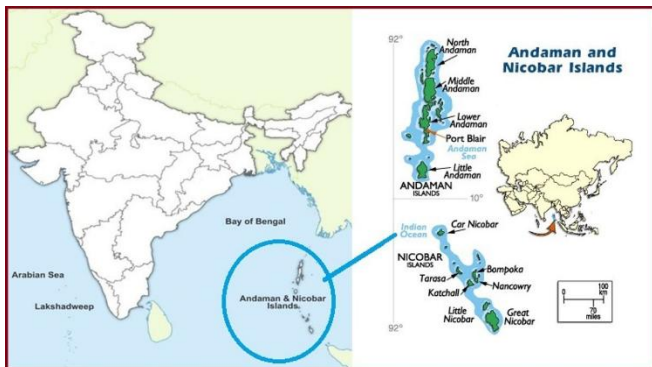 Bay of Bengal
Arabian Sea
Lakshadweep
Andaman & Nicobar
Islands
Andaman and
Nicobar Islands
92°
North
Andaman
Middle
Andaman
Lower
Andaman
Port Blair
Andaman
Sea
Little
Andaman
ANDAMAN
ISLANDS
10°
Indian
Ocean
Car Nicobar
NICOBAR
ISLANDS
Tarasa
Bompoka
Katchall
Nancowry
Little
Nicobar
Great
Nicobar
92°
0
100
km
70
miles